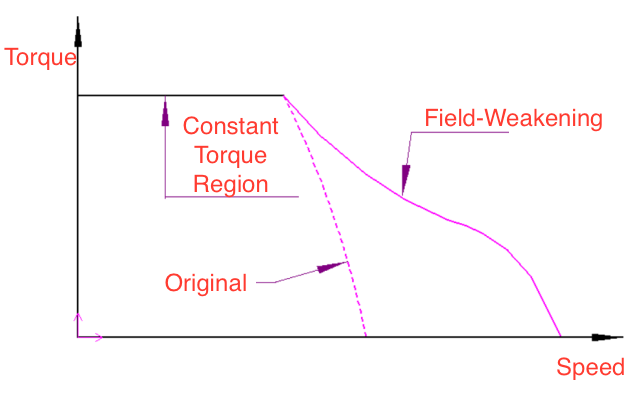 Torque
Constant
Torque
Region
Field-Weakening
Original
Speed